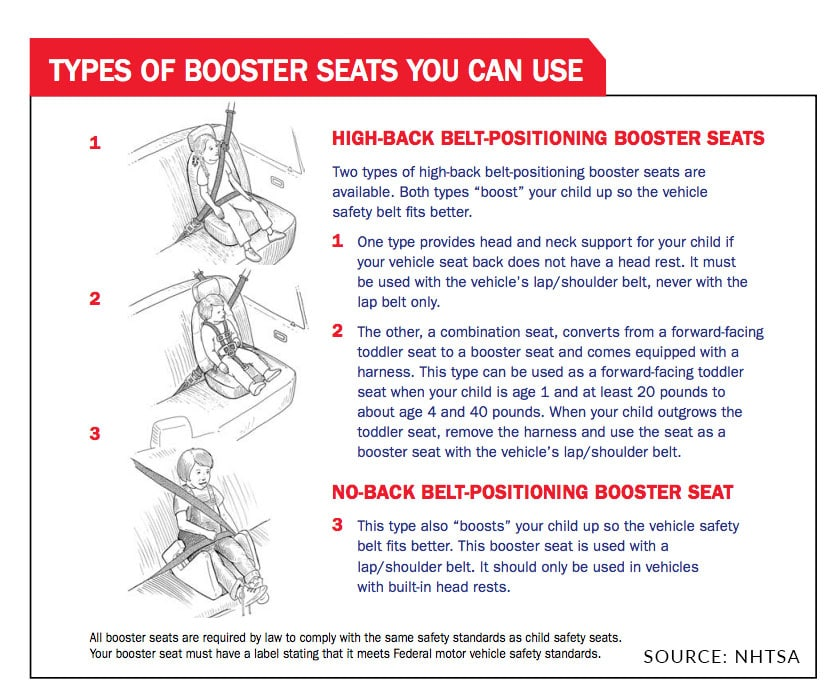 TYPES OF BOOSTER SEATS YOU CAN USE
1
HIGH-BACK BELT-POSITIONING BOOSTER SEATS
Two types of high-back belt-positioning booster seats are
available. Both types “boost” your child up so the vehicle
safety belt fits better.
1 One type provides head and neck support for your child if
your vehicle seat back does not have a head rest. It must
be used with the vehicle’s lap/shoulder belt, never with the
lap belt only.
2
2 The other, a combination seat, converts from a forward-facing
toddler seat to a booster seat and comes equipped with a
harness. This type can be used as a forward-facing toddler
seat when your child is age 1 and at least 20 pounds to
about age 4 and 40 pounds. When your child outgrows the
toddler seat, remove the harness and use the seat as a
booster seat with the vehicle’s lap/shoulder belt.
3
NO-BACK BELT-POSITIONING BOOSTER SEAT
3 This type also “boosts” your child up so the vehicle safety
belt fits better. This booster seat is used with a
lap/shoulder belt. It should only be used in vehicles
with built-in head rests.
All booster seats are required by law to comply with the same safety standards as child safety seats.
Your booster seat must have a label stating that it meets Federal motor vehicle safety standards.
SOURCE: NHTSA